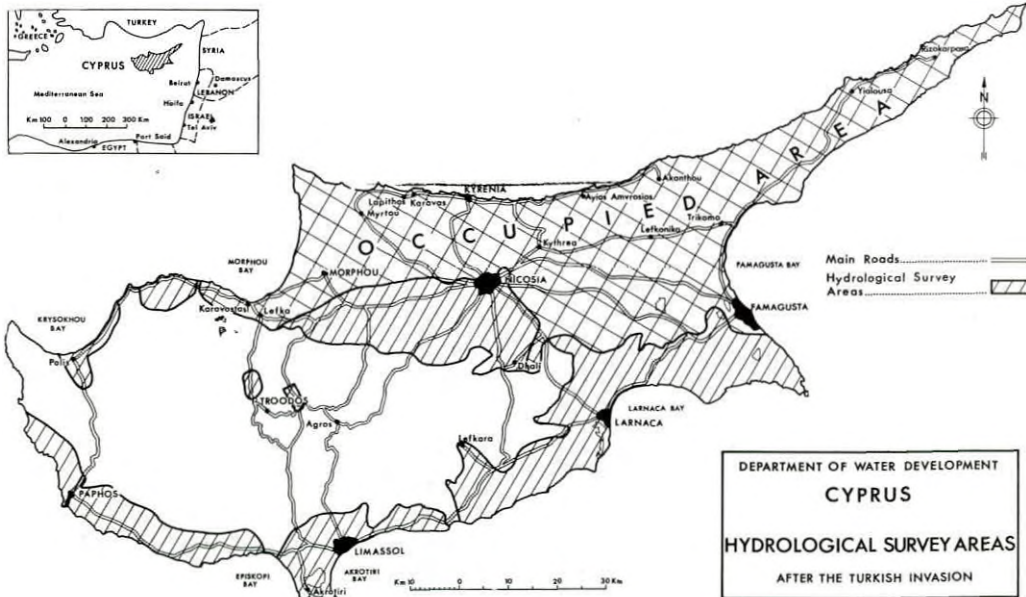 TURKEY
GREECE
SYRIA
CYPRUS
Beirut
Damascus
LEBANON
Mediterranean Sea
Haifa
Km 100 0 100 200 300 Km
ISRAEL
Tel Aviv
Alexandria
Port Said
EGYPT
Rizokarpaso
Yialousa
N
OCCUPIED AREA
Akanthou
KYRENIA
Ayios Amvrosios
Lapithos
Karavas
Myrtou
Trikomo
Lefkoniko
Kythrea
MORPHOU BAY
MORPHOU
NICOSIA
FAMAGUSTA BAY
Main Roads
Hydrological Survey
Areas
Karavostasi
Lefka
FAMAGUSTA
KRYSOKHOU BAY
Polis
Dhali
TROODOS
Agros
LARNACA BAY
LARNACA
Lefkara
PAPHOS
LIMASSOL
EPISKOPI BAY
AKROTIRI BAY
Akrotiri
Km 10 0 10 20 30 Km
DEPARTMENT OF WATER DEVELOPMENT
CYPRUS
HYDROLOGICAL SURVEY AREAS
AFTER THE TURKISH INVASION